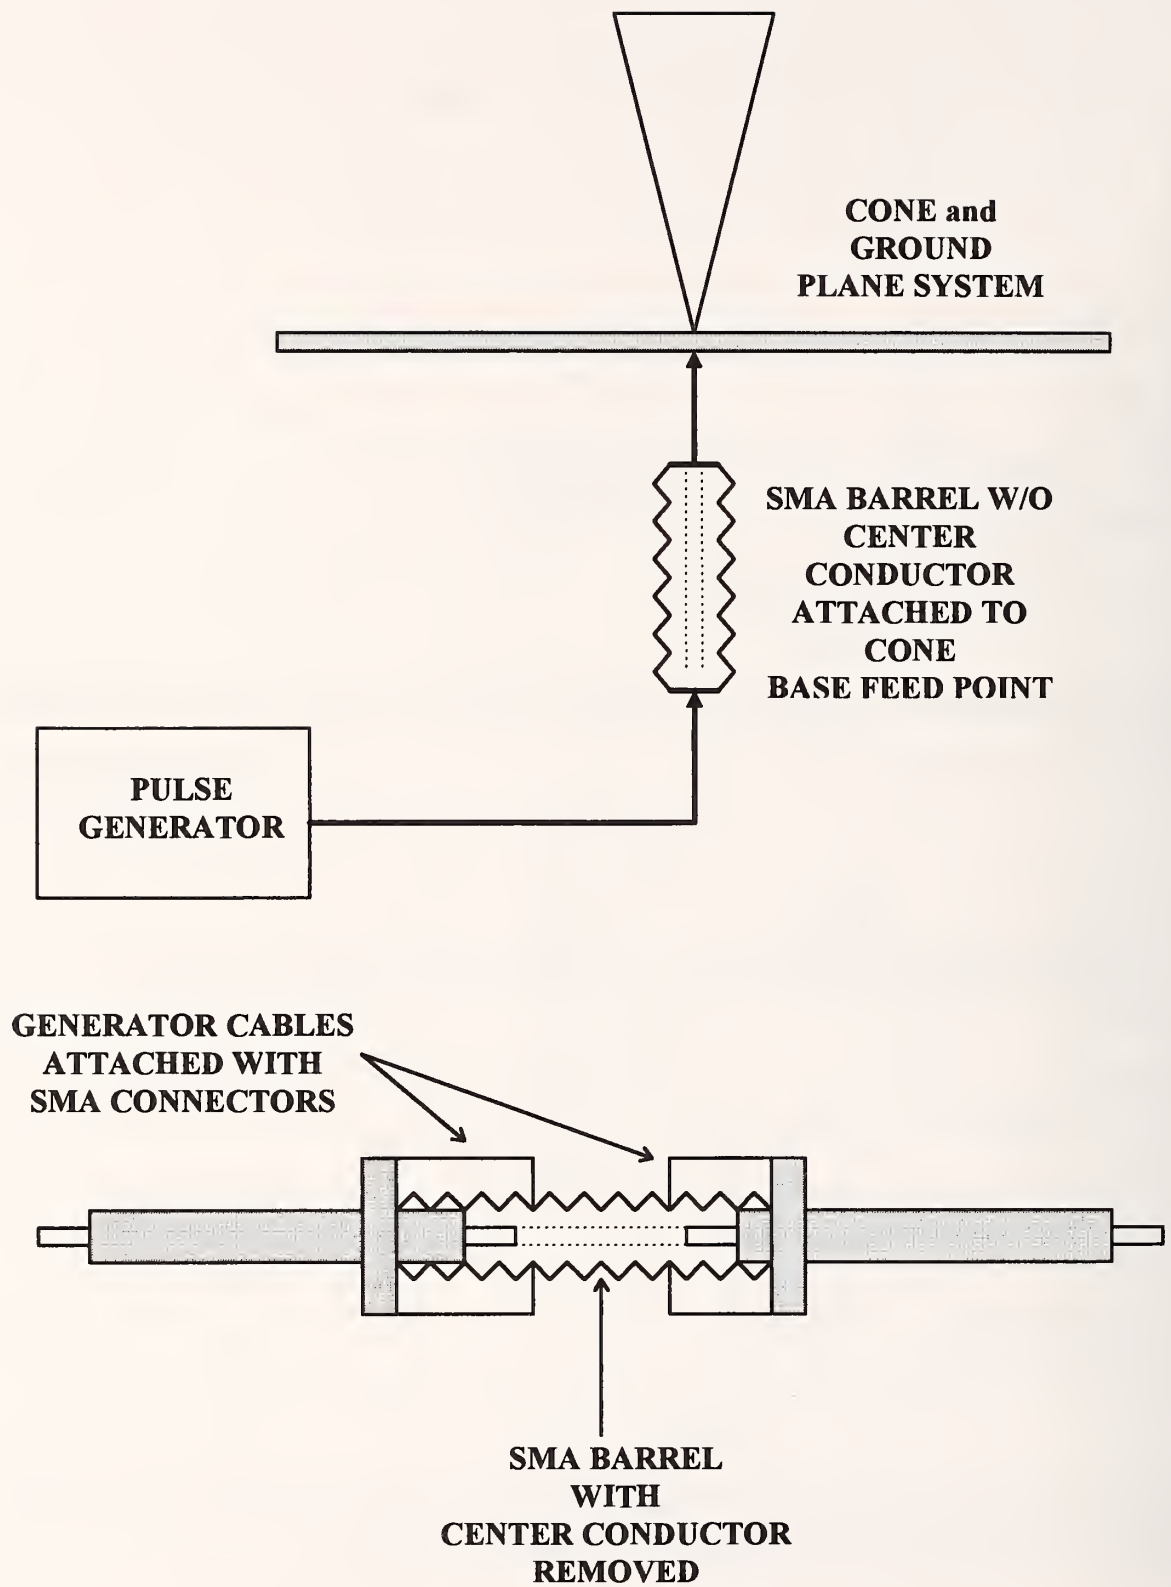 CONE and
GROUND
PLANE SYSTEM
SMA BARREL W/O
CENTER
CONDUCTOR
ATTACHED TO
CONE
BASE FEED POINT
PULSE
GENERATOR
GENERATOR CABLES
ATTACHED WITH
SMA CONNECTORS
SMA BARREL
WITH
CENTER CONDUCTOR
REMOVED